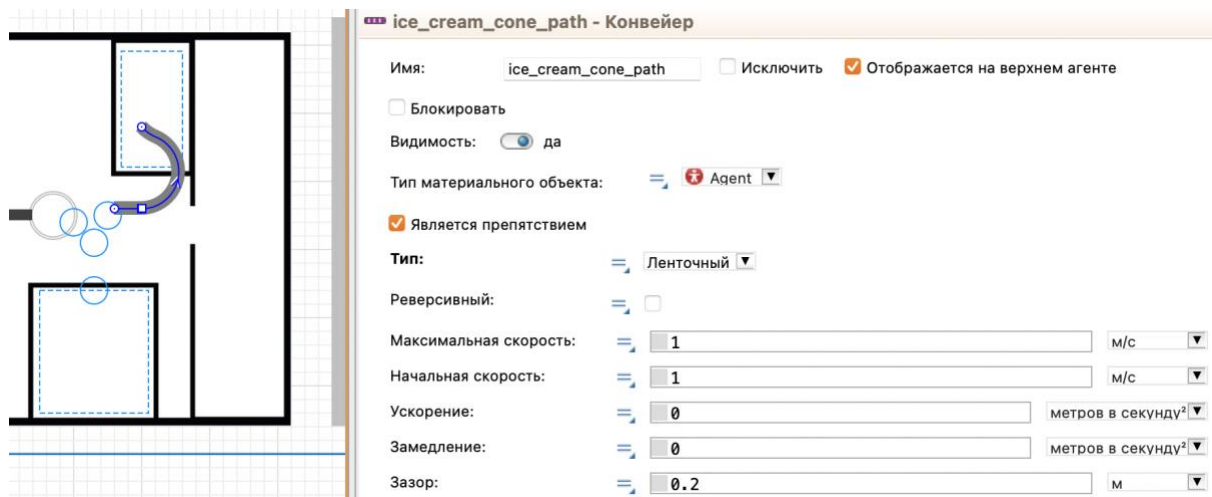 ice_cream_cone_path - Конвейер
Имя: ice_cream_cone_path Исключить Отображается на верхнем агенте
Блокировать
Видимость: да
Тип материального объекта: Agent
Является препятствием
Тип: Ленточный
Реверсивный:
Максимальная скорость: 1 м/с
Начальная скорость: 1 м/с
Ускорение: 0 метров в секунду²
Замедление: 0 метров в секунду²
Зазор: 0.2 м